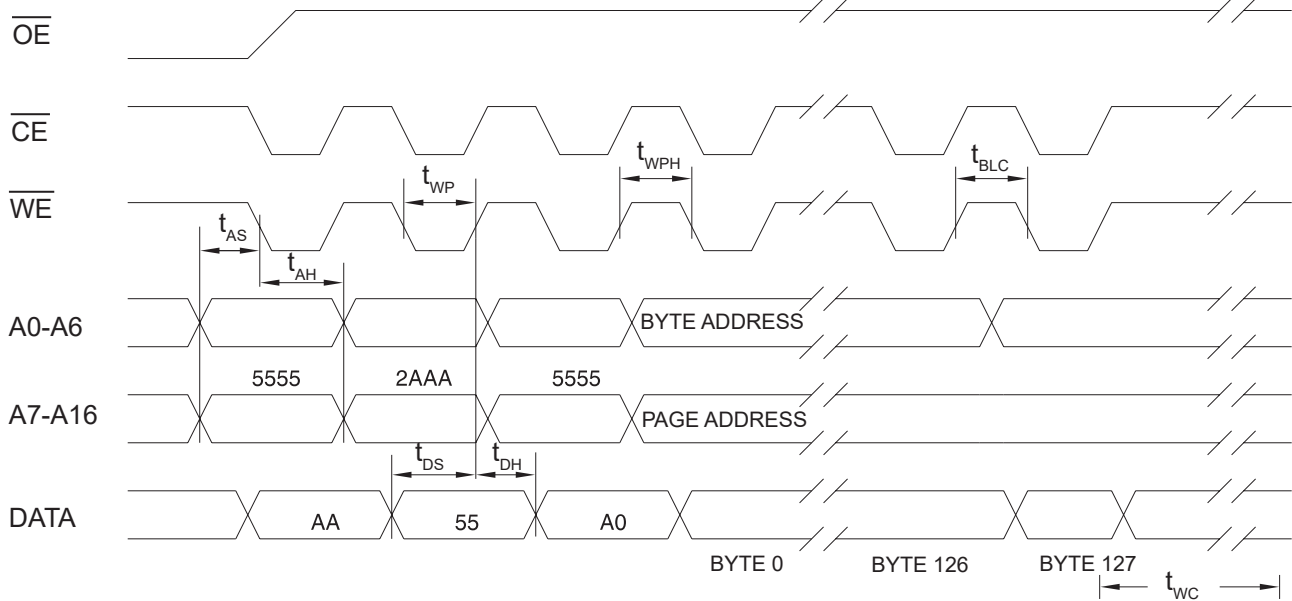 OE
CE
WE
tWP
tWPH
tBLC
tAS
tAH
A0-A6
BYTE ADDRESS
5555
2AAA
5555
A7-A16
PAGE ADDRESS
tDS
tDH
DATA
AA
55
A0
BYTE 0
BYTE 126
BYTE 127
tWC